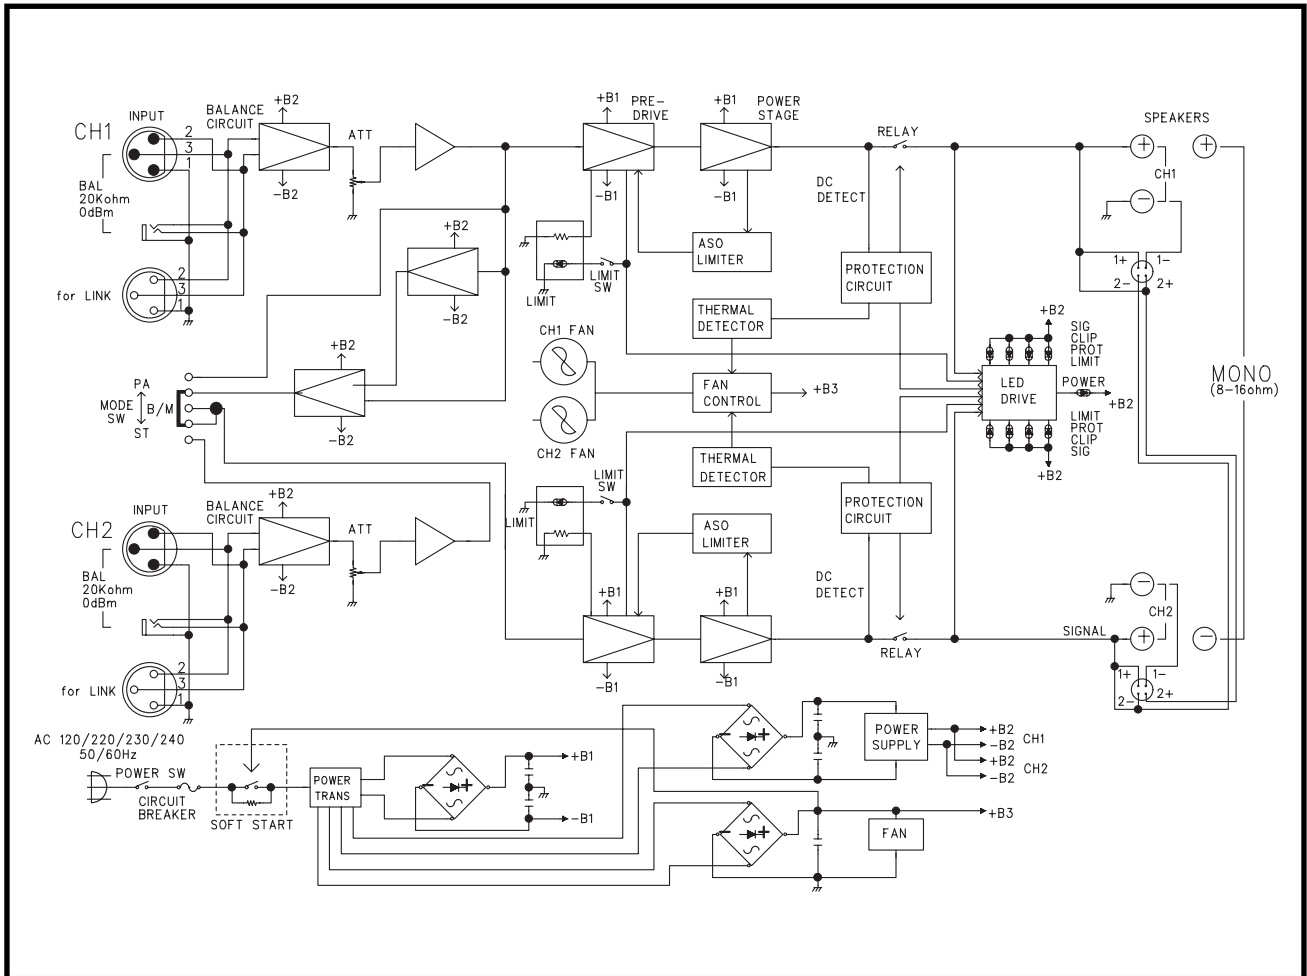 +B2
+B1
PRE-
DRIVE
+B1
POWER
STAGE
SPEAKERS
INPUT
BALANCE
CIRCUIT
CH1
2
3
1
ATT
RELAY
+
+
BAL
20Kohm
0dBm
-B2
-B1
-B1
DC
DETECT
CH1
-
+B2
ASO
LIMITER
LIMIT
SW
LIMIT
PROTECTION
CIRCUIT
1+
1-
2-
2+
for LINK
2
3
1
-B2
THERMAL
DETECTOR
CH1 FAN
+B2
SIG
CLIP
PROT
LIMIT
+B2
PA
MODE
SW
B/M
ST
-B2
FAN
CONTROL
+B3
LED
DRIVE
POWER
+B2
MONO
(8-16ohm)
CH2 FAN
LIMIT
PROT
CLIP
SIG
+B2
THERMAL
DETECTOR
LIMIT
SW
LIMIT
+B2
INPUT
BALANCE
CIRCUIT
CH2
ATT
PROTECTION
CIRCUIT
ASO
LIMITER
BAL
20Kohm
0dBm
-B2
+B1
+B1
DC
DETECT
-
CH2
SIGNAL
+
-
RELAY
for LINK
2
3
1
-B1
-B1
1+
1-
2-
2+
AC 120/220/230/240
50/60Hz
POWER SW
CIRCUIT
BREAKER
SOFT START
POWER
TRANS
-
+
+B1
-B1
-
+
POWER
SUPPLY
+B2
-B2
CH1
+B2
-B2
CH2
-
+
FAN
+B3